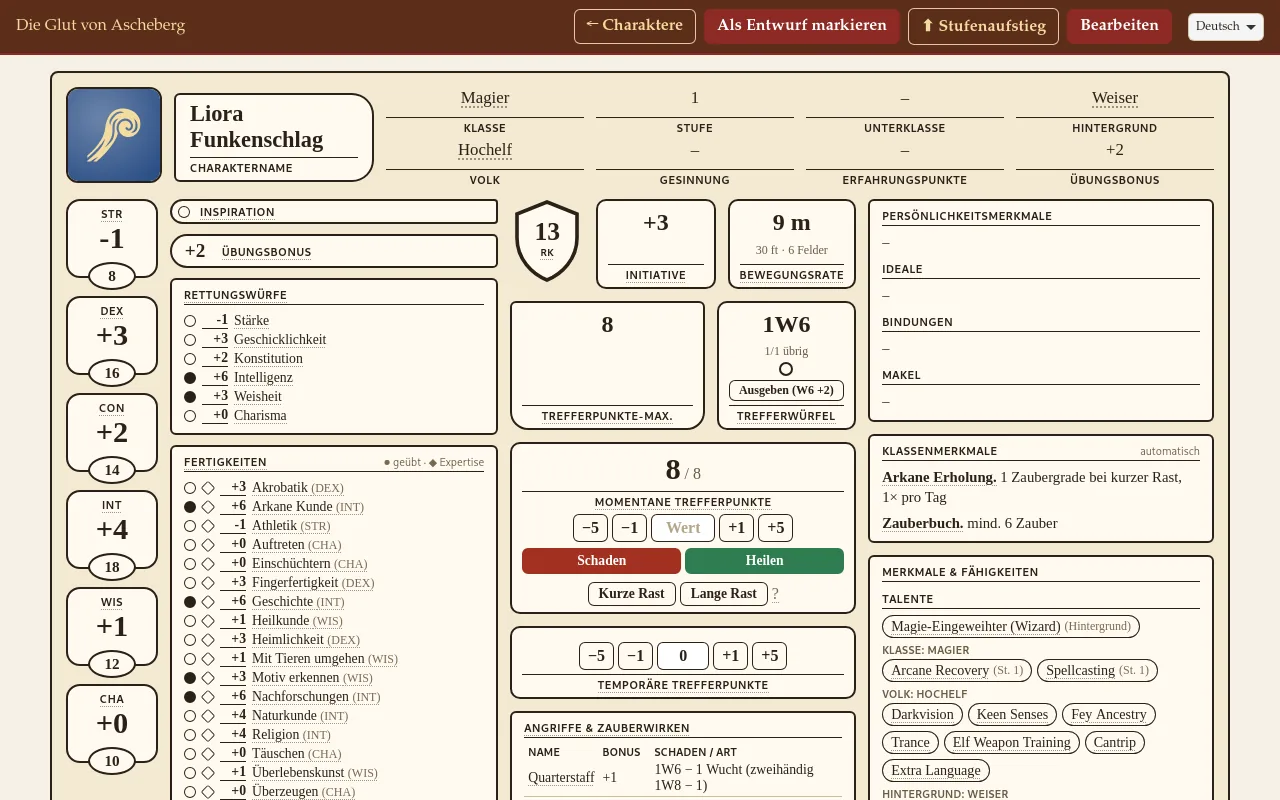 Die Glut von Ascheberg
← Charaktere
Als Entwurf markieren
⬆ Stufenaufstieg
Bearbeiten
Deutsch
Liora
Funkenschlag
CHARAKTERNAME
Magier
KLASSE
1
STUFE
–
UNTERKLASSE
Weiser
HINTERGRUND
Hochelf
VOLK
–
GESINNUNG
–
ERFAHRUNGSPUNKTE
+2
ÜBUNGSBONUS
STR
-1
8
DEX
+3
16
CON
+2
14
INT
+4
18
WIS
+1
12
CHA
+0
10
INSPIRATION
+2 ÜBUNGSBONUS
RETTUNGSWÜRFE
-1 Stärke
+3 Geschicklichkeit
+2 Konstitution
+6 Intelligenz
+3 Weisheit
+0 Charisma
FERTIGKEITEN ● geübt · ◆ Expertise
+3 Akrobatik (DEX)
+6 Arkane Kunde (INT)
-1 Athletik (STR)
+0 Auftreten (CHA)
+0 Einschüchtern (CHA)
+3 Fingerfertigkeit (DEX)
+6 Geschichte (INT)
+1 Heilkunde (WIS)
+3 Heimlichkeit (DEX)
+1 Mit Tieren umgehen (WIS)
+3 Motiv erkennen (WIS)
+6 Nachforschungen (INT)
+4 Naturkunde (INT)
+4 Religion (INT)
+0 Täuschen (CHA)
+1 Überlebenskunst (WIS)
+0 Überzeugen (CHA)
13
RK
+3
INITIATIVE
9 m
30 ft · 6 Felder
BEWEGUNGSRATE
8
TREFFERPUNKTE-MAX.
1W6
1/1 übrig
Ausgeben (W6 +2)
TREFFERWÜRFEL
8 / 8
MOMENTANE TREFFERPUNKTE
−5 −1 Wert +1 +5
Schaden Heilen
Kurze Rast Lange Rast ?
−5 −1 0 +1 +5
TEMPORÄRE TREFFERPUNKTE
ANGRIFFE & ZAUBERWIRKEN
NAME BONUS SCHADEN / ART
Quarterstaff +1 1W6 − 1 Wucht (zweihändig
1W8 − 1)
PERSÖNLICHKEITSMERKMALE
–
IDEALE
–
BINDUNGEN
–
MAKEL
–
KLASSENMERKMALE automatisch
Arkane Erholung. 1 Zaubergrade bei kurzer Rast,
1× pro Tag
Zauberbuch. mind. 6 Zauber
MERKMALE & FÄHIGKEITEN
TALENTE
Magie-Eingeweihter (Wizard) (Hintergrund)
KLASSE: MAGIER
Arcane Recovery (St. 1) Spellcasting (St. 1)
VOLK: HOCHELF
Darkvision Keen Senses Fey Ancestry
Trance Elf Weapon Training Cantrip
Extra Language
HINTERGRUND: WEISER